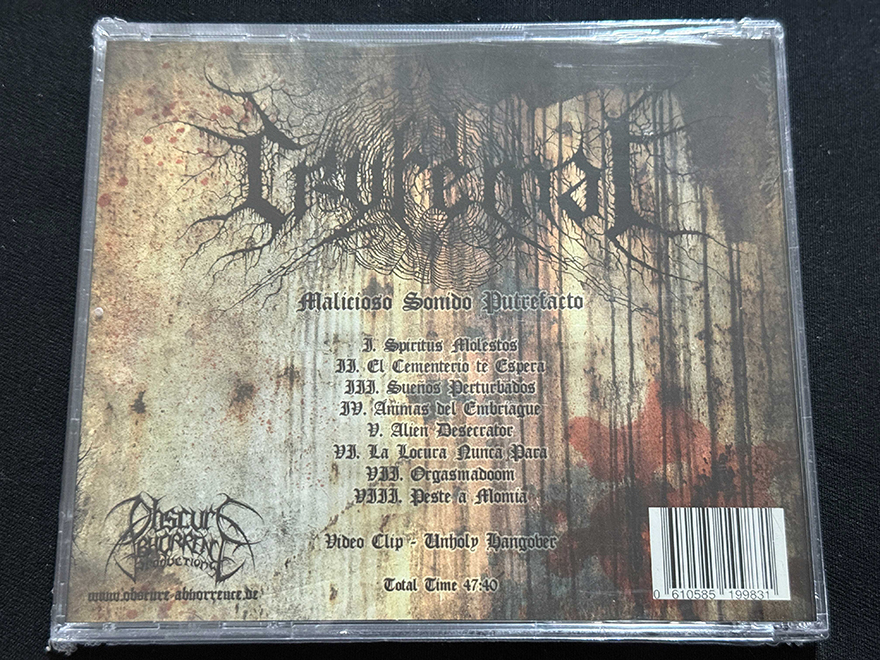 Cryfemal
Malicioso Sonido Putrefacto
I. Spiritus Molestos
II. El Cementerio te Espera
III. Sueños Perturbados
IV. Ánimas del Embriague
V. Alien Desecrator
VI. La Locura Nunca Para
VII. Orgasmadoom
VIII. Peste a Momia
Video Clip - Unholy Hangover
Total Time 47:40
Obscure
Abhorrence
Productions
www.obscure-abhorrence.de
0 610585 199831